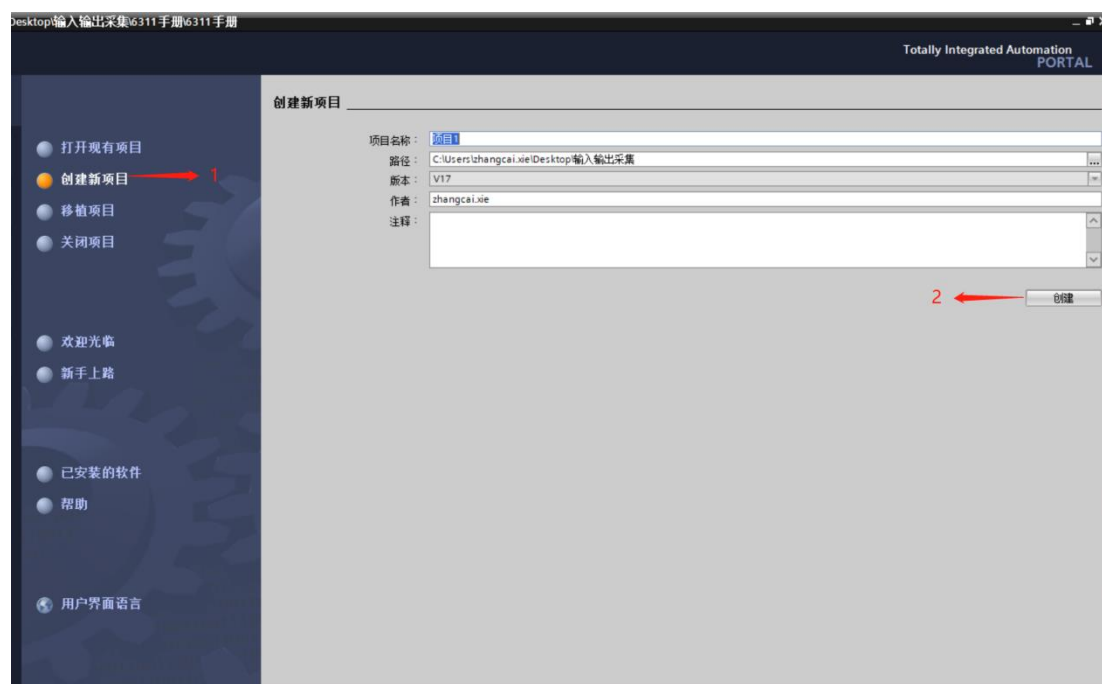 Desktop\输入输出采集\6311手册\6311手册
Totally Integrated Automation
PORTAL
创建新项目
项目名称： 项目1
路径： C:\Users\zhangcai.xie\Desktop\输入输出采集
...
版本： V17
作者： zhangcai.xie
注释：
2
创建
打开现有项目
创建新项目 1
移植项目
关闭项目
欢迎光临
新手上路
已安装的软件
帮助
用户界面语言